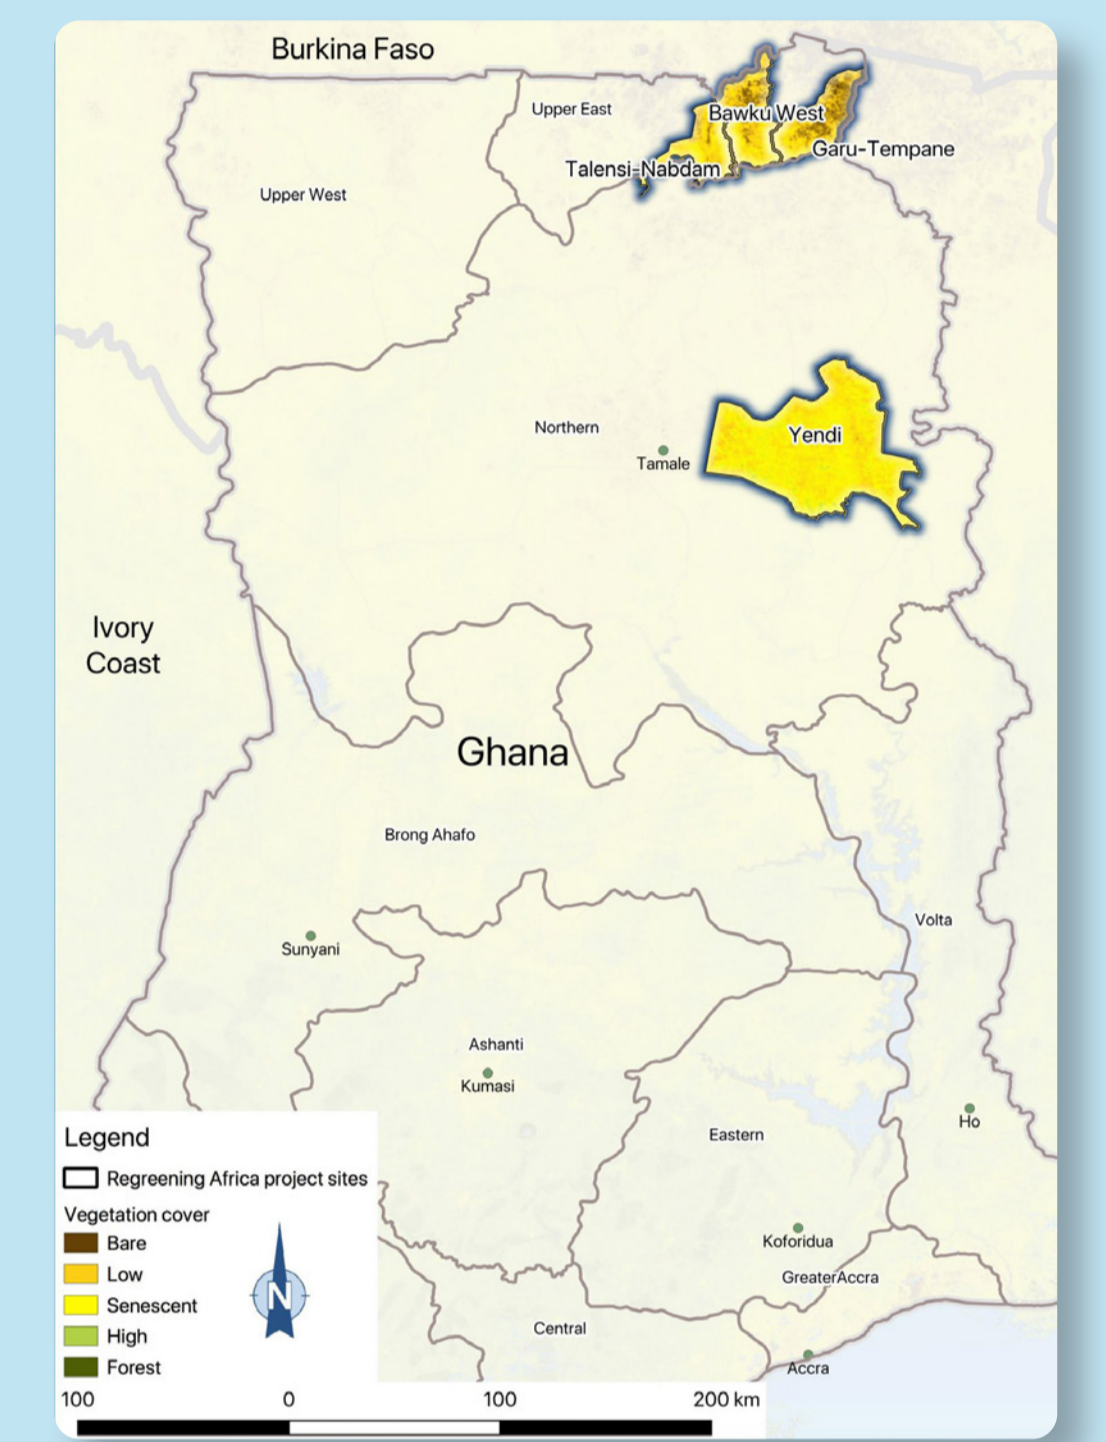 Burkina Faso
Upper East
Bawku West
Garu-Tempane
Talensi-Nabdam
Upper West
Northern
Tamale
Yendi
Ivory
Coast
Ghana
Brong Ahafo
Volta
Sunyani
Ashanti
Kumasi
Ho
Eastern
Koforidua
GreaterAccra
Central
Accra
Legend
Regreening Africa project sites
Vegetation cover
Bare
Low
Senescent
High
Forest
N
100 0 100 200 km